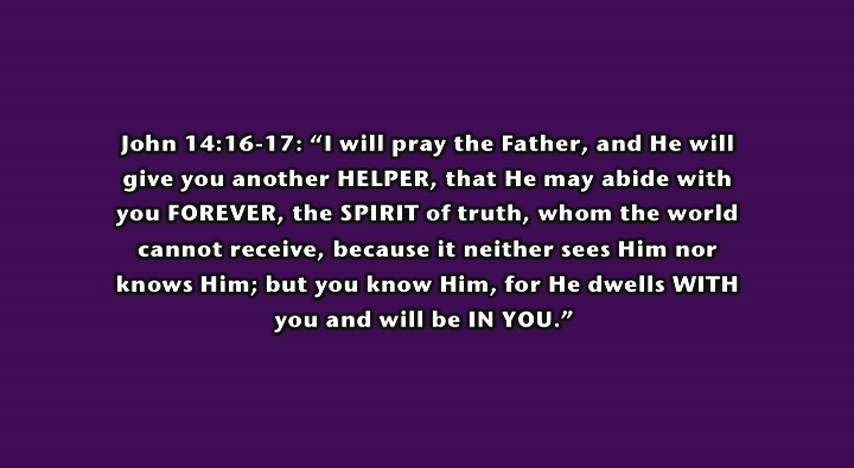 John 14:16-17: “I will pray the Father, and He will
give you another HELPER, that He may abide with
you FOREVER, the SPIRIT of truth, whom the world
cannot receive, because it neither sees Him nor
knows Him; but you know Him, for He dwells WITH
you and will be IN YOU.”